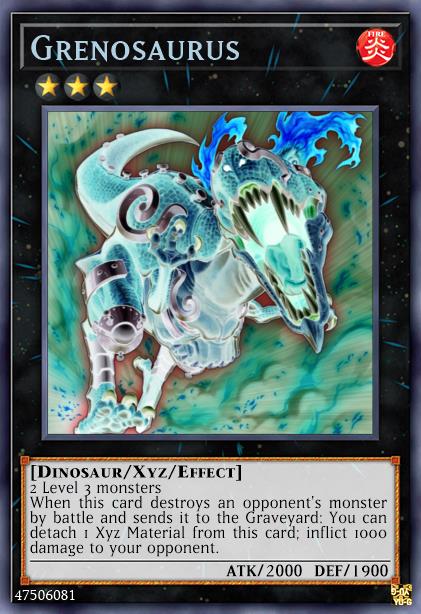 GRENOSAURUS
FIRE
炎
[DINOSAUR/XYZ/EFFECT]
2 Level 3 monsters
When this card destroys an opponent's monster
by battle and sends it to the Graveyard: You can
detach 1 Xyz Material from this card; inflict 1000
damage to your opponent.
ATK/2000 DEF/1900
47506081